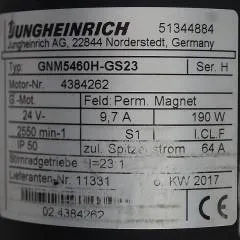 JUNGHEINRICH 51344884
Jungheinrich AG, 22844 Norderstedt, Germany
Typ: GNM5460H-GS23 Ser. H
Motor-Nr. 4384262
G -Mot. Feld: Perm. Magnet
24 V- 9,7 A 190 W
2550 min-1 S1 I.CL.F
IP 50 zul. Spitzenstrom 64 A
Stirnradgetriebe i=23:1
Lieferanten-Nr. 11331 6. KW 2017
02.4384262
CE